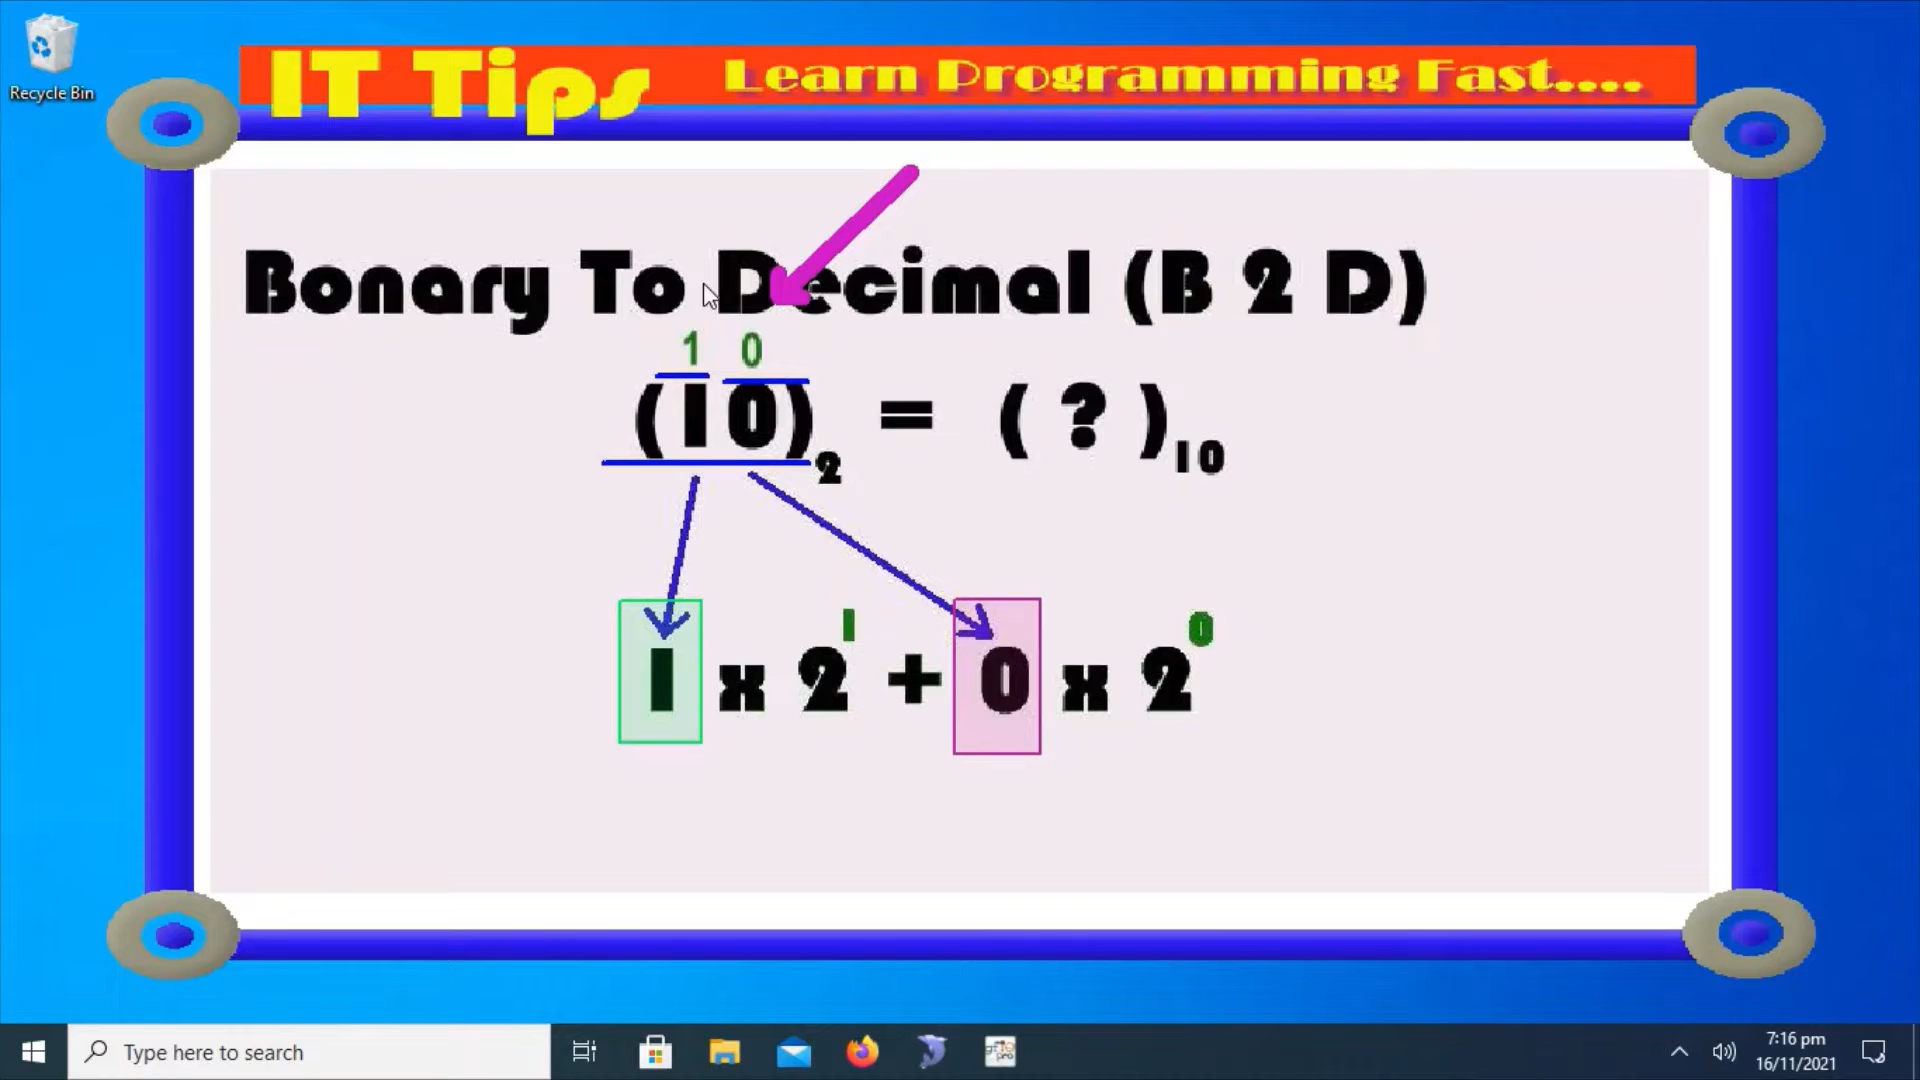 Recycle Bin
IT Tips Learn Programming Fast....
Bonary To Decimal (B 2 D)
1 0
(10)2 = ( ? )10
1 x 2^1 + 0 x 2^0
Type here to search
7:16 pm
16/11/2021